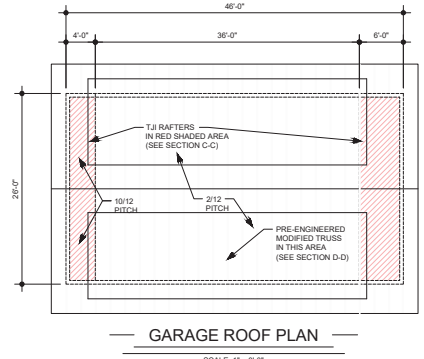 46'-0"
4'-0" 36'-0" 6'-0"
26'-0"
TJI RAFTERS
IN RED SHADED AREA
(SEE SECTION C-C)
10/12
PITCH
2/12
PITCH
PRE-ENGINEERED
MODIFIED TRUSS
IN THIS AREA
(SEE SECTION D-D)
GARAGE ROOF PLAN